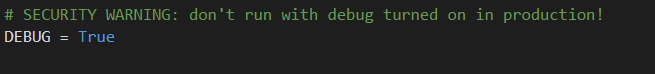 # SECURITY WARNING: don't run with debug turned on in production!
DEBUG = True